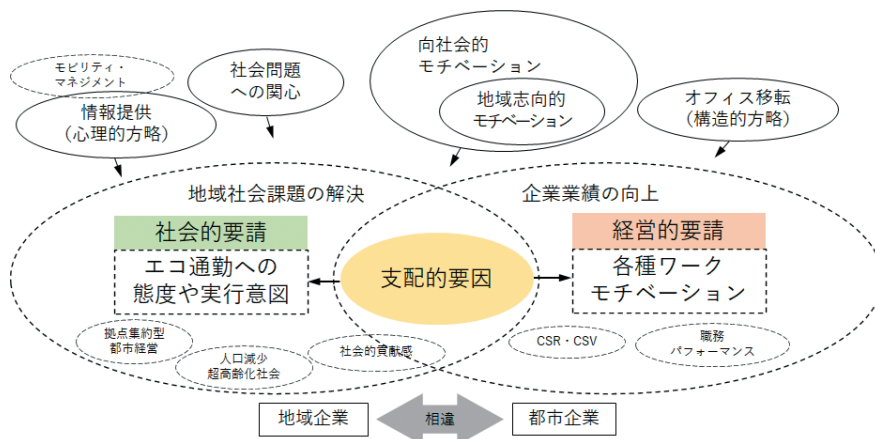 モビリティ・
マネジメント
情報提供
(心理的方略)
社会問題
への関心
向社会的
モチベーション
地域志向的
モチベーション
オフィス移転
(構造的方略)
地域社会課題の解決
企業業績の向上
社会的要請
エコ通勤への
態度や実行意図
支配的要因
経営的要請
各種ワーク
モチベーション
拠点集約型
都市経営
人口減少
超高齢化社会
社会的貢献感
CSR・CSV
職務
パフォーマンス
地域企業
相違
都市企業